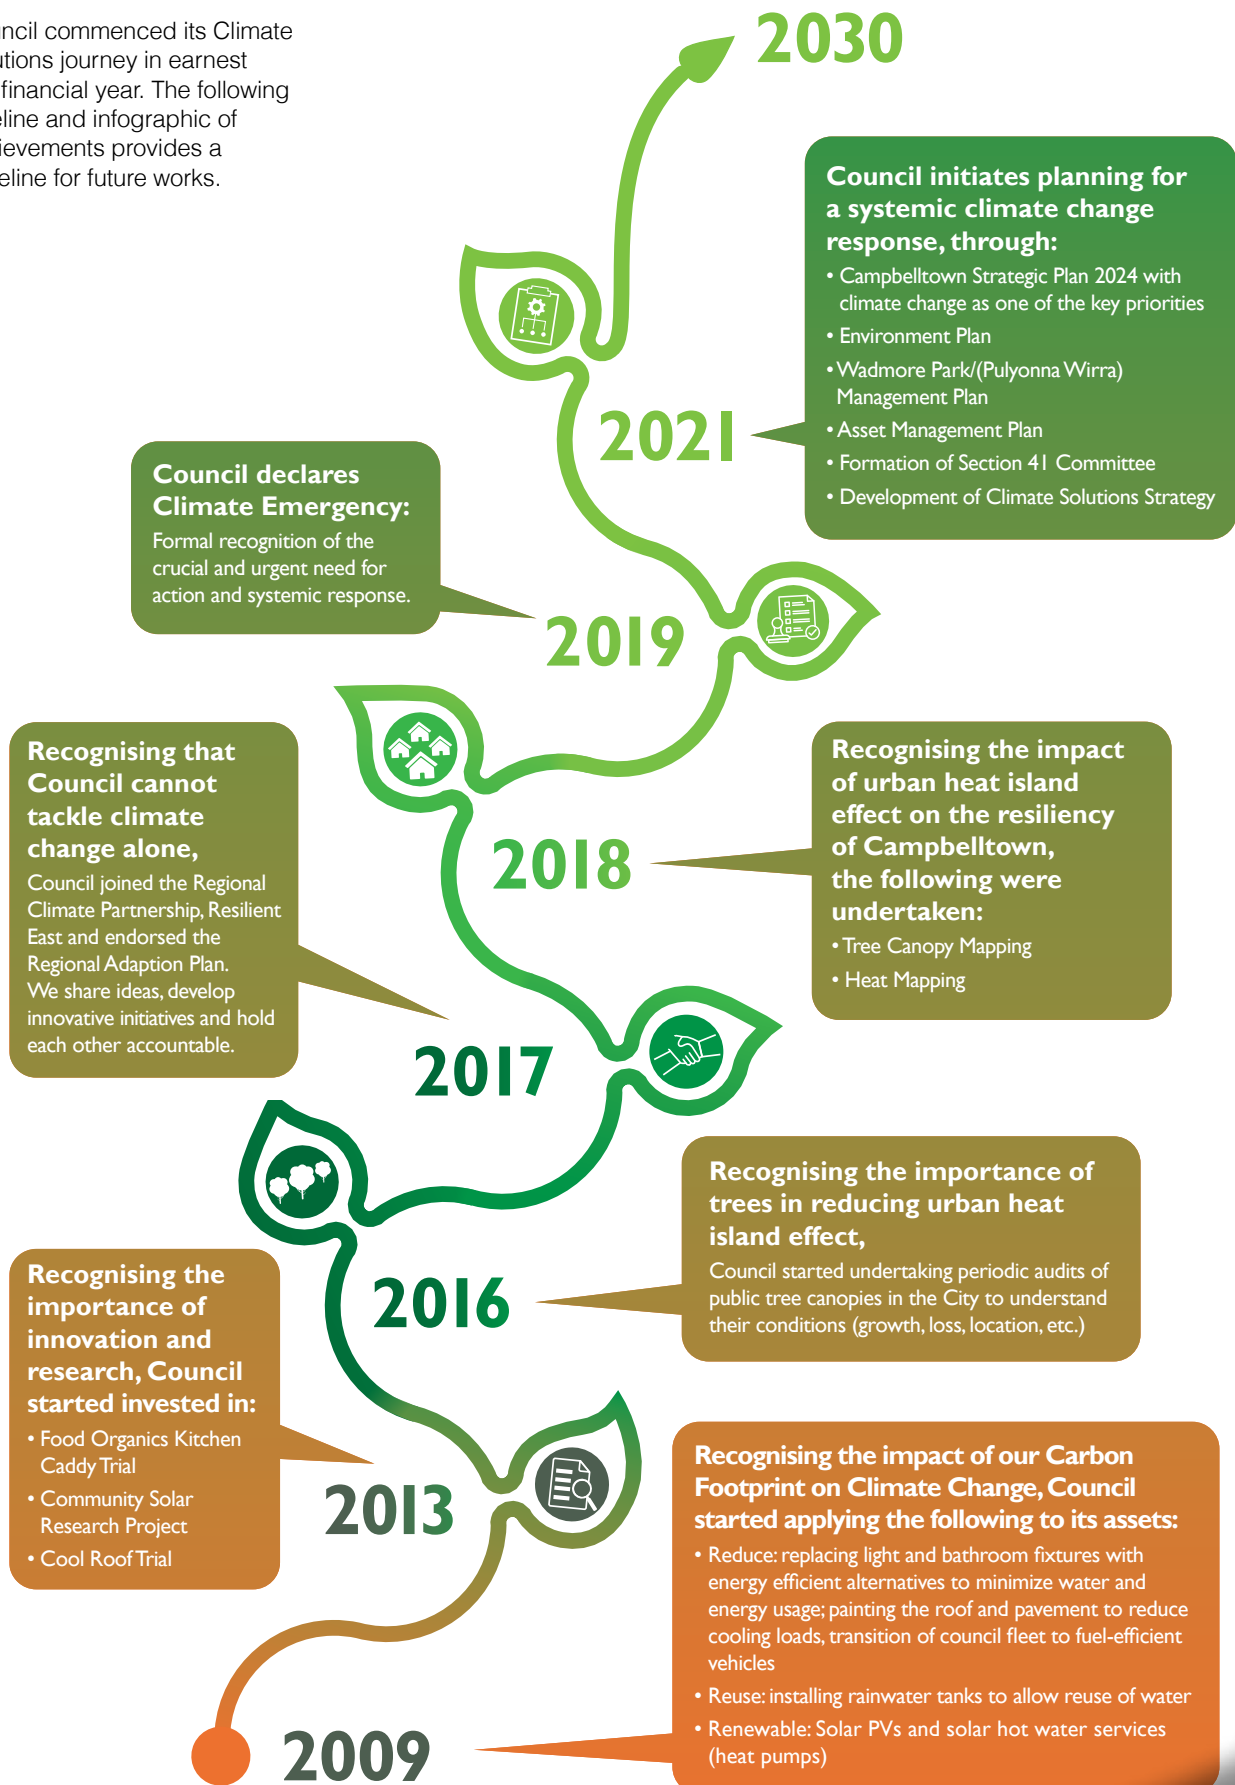 uncil commenced its Climate
utions journey in earnest
financial year. The following
eline and infographic of
ievements provides a
eline for future works.
2030
Council initiates planning for
a systemic climate change
response, through:
• Campbelltown Strategic Plan 2024 with
climate change as one of the key priorities
• Environment Plan
• Wadmore Park/(Pulyonna Wirra)
Management Plan
• Asset Management Plan
• Formation of Section 41 Committee
• Development of Climate Solutions Strategy
2021
Council declares
Climate Emergency:
Formal recognition of the
crucial and urgent need for
action and systemic response.
2019
Recognising that
Council cannot
tackle climate
change alone,
Council joined the Regional
Climate Partnership, Resilient
East and endorsed the
Regional Adaption Plan.
We share ideas, develop
innovative initiatives and hold
each other accountable.
Recognising the impact
of urban heat island
effect on the resiliency
of Campbelltown,
the following were
undertaken:
• Tree Canopy Mapping
• Heat Mapping
2018
2017
Recognising the importance of
trees in reducing urban heat
island effect,
Council started undertaking periodic audits of
public tree canopies in the City to understand
their conditions (growth, loss, location, etc.)
2016
Recognising the
importance of
innovation and
research, Council
started invested in:
• Food Organics Kitchen
Caddy Trial
• Community Solar
Research Project
• Cool Roof Trial
2013
Recognising the impact of our Carbon
Footprint on Climate Change, Council
started applying the following to its assets:
• Reduce: replacing light and bathroom fixtures with
energy efficient alternatives to minimize water and
energy usage; painting the roof and pavement to reduce
cooling loads, transition of council fleet to fuel-efficient
vehicles
• Reuse: installing rainwater tanks to allow reuse of water
• Renewable: Solar PVs and solar hot water services
(heat pumps)
2009